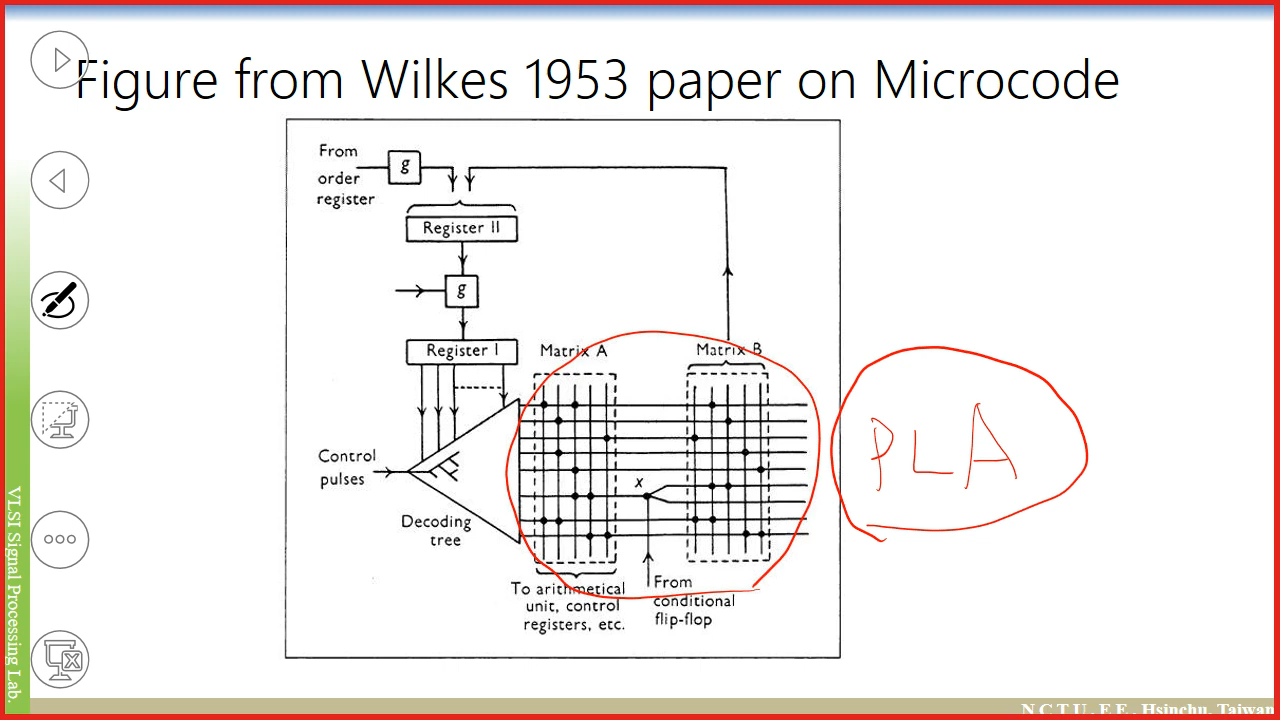 Figure from Wilkes 1953 paper on Microcode
From
order
register
g
Register II
g
Register I
Matrix A
Matrix B
Control
pulses
x
Decoding
tree
To arithmetical
unit, control
registers, etc.
From
conditional
flip-flop
PLA
VLSI Signal Processing Lab.
N C T U . E E . Hsinchu, Taiwan